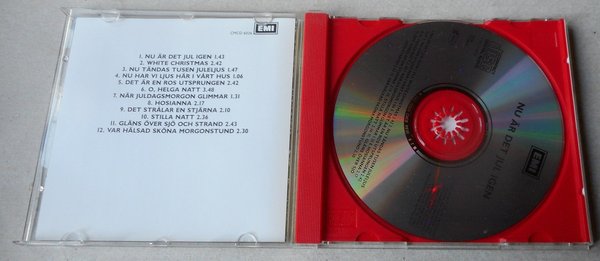 CMCD 6026
EMI
1. NU ÄR DET JUL IGEN 1.43
2. WHITE CHRISTMAS 2.42
3. NU TÄNDAS TUSEN JULELJUS 1.47
4. NU HAR VI LJUS HÄR I VÅRT HUS 1.06
5. DET ÄR EN ROS UTSPRUNGEN 2.42
6. O, HELGA NATT 3.48
7. NÄR JULDAGSMORGON GLIMMAR 1.31
8. HOSIANNA 2.17
9. DET STRÅLAR EN STJÄRNA 2.10
10. STILLA NATT 2.36
11. GLÄNS ÖVER SJÖ OCH STRAND 2.43
12. VAR HÄLSAD SKÖNA MORGONSTUND 2.30
EMI
NU ÄR DET JUL IGEN